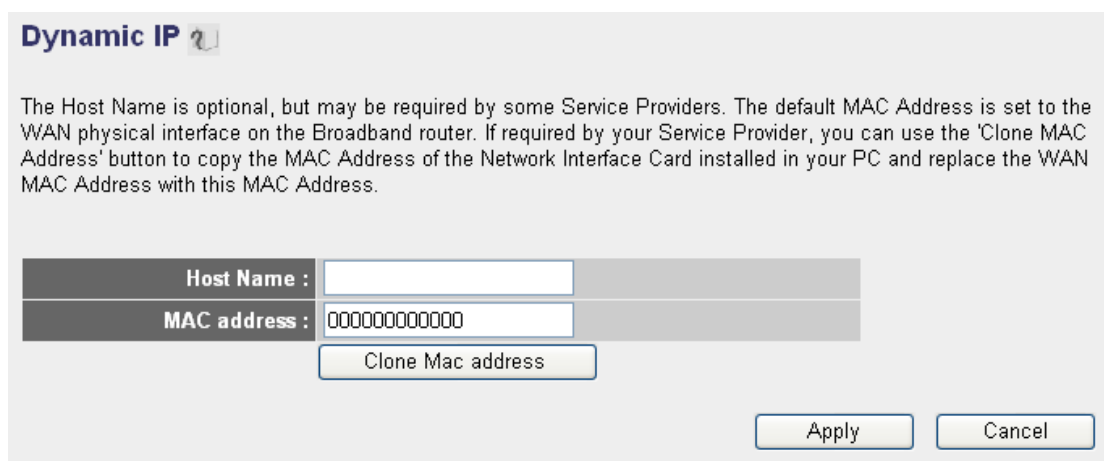 Dynamic IP
The Host Name is optional, but may be required by some Service Providers. The default MAC Address is set to the
WAN physical interface on the Broadband router. If required by your Service Provider, you can use the 'Clone MAC
Address' button to copy the MAC Address of the Network Interface Card installed in your PC and replace the WAN
MAC Address with this MAC Address.
Host Name :
MAC address : 000000000000
Clone Mac address
Apply Cancel